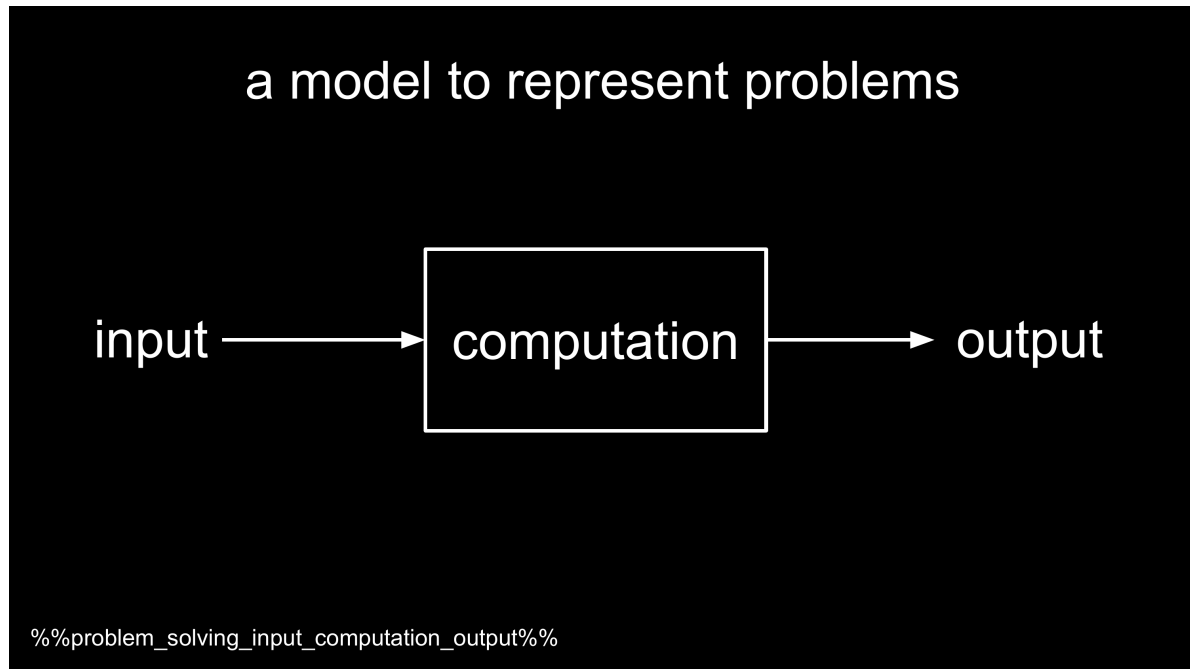 a model to represent problems
input
computation
output
%%problem_solving_input_computation_output%%